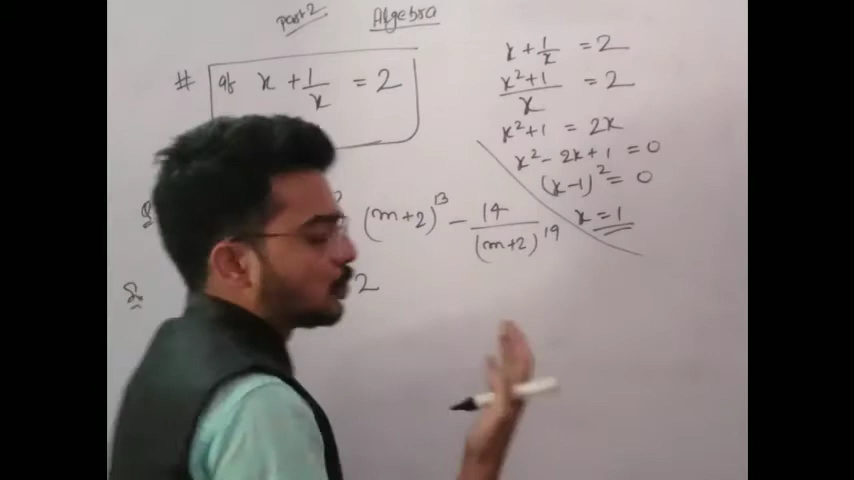 Part 2 Algebra
# If x + 1/x = 2
(m+2)^13 - 14/(m+2)^19
2
x + 1/x = 2
x²+1/x = 2
x²+1 = 2x
x² - 2x + 1 = 0
(x-1)² = 0
x = 1